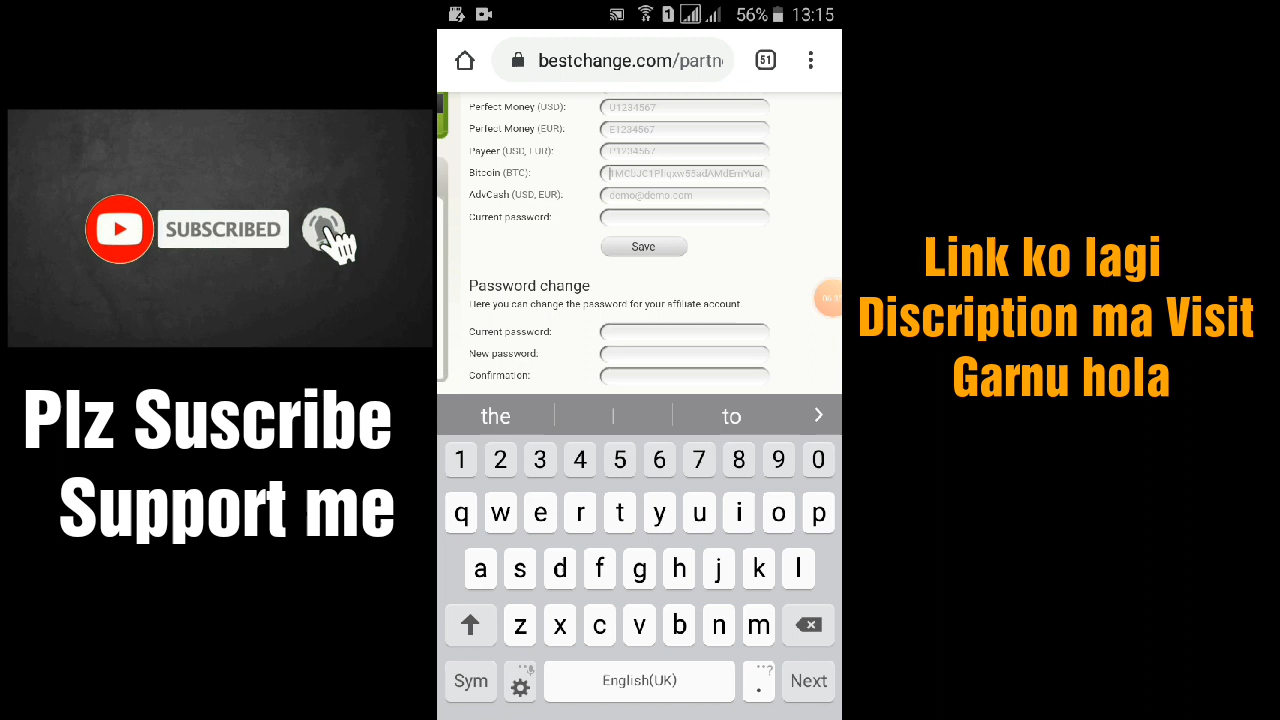 56% 13:15
bestchange.com/partn
51
Perfect Money (USD): U1234567
Perfect Money (EUR): E1234567
Payeer (USD, EUR): P1234567
Bitcoin (BTC):
AdvCash (USD, EUR): demo@demo.com
Current password:
Save
Password change
Here you can change the password for your affiliate account.
Current password:
New password:
Confirmation:
the to
1 2 3 4 5 6 7 8 9 0
q w e r t y u i o p
a s d f g h j k l
z x c v b n m
Sym English(UK) . Next
SUBSCRIBED
Plz Suscribe
Support me
Link ko lagi
Discription ma Visit
Garnu hola